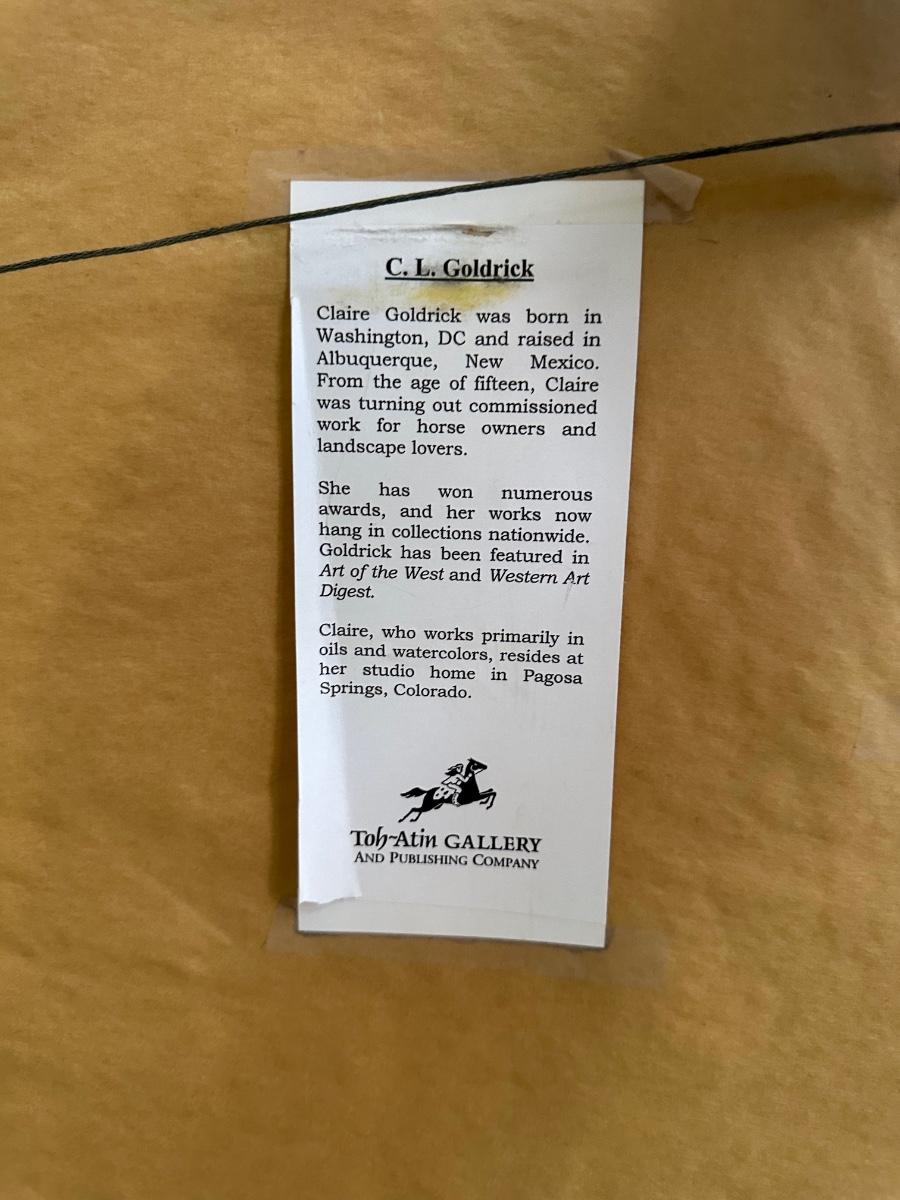 C. L. Goldrick
Claire Goldrick was born in
Washington, DC and raised in
Albuquerque, New Mexico.
From the age of fifteen, Claire
was turning out commissioned
work for horse owners and
landscape lovers.
She has won numerous
awards, and her works now
hang in collections nationwide.
Goldrick has been featured in
Art of the West and Western Art
Digest.
Claire, who works primarily in
oils and watercolors, resides at
her studio home in Pagosa
Springs, Colorado.
Toh-Atin GALLERY
AND PUBLISHING COMPANY